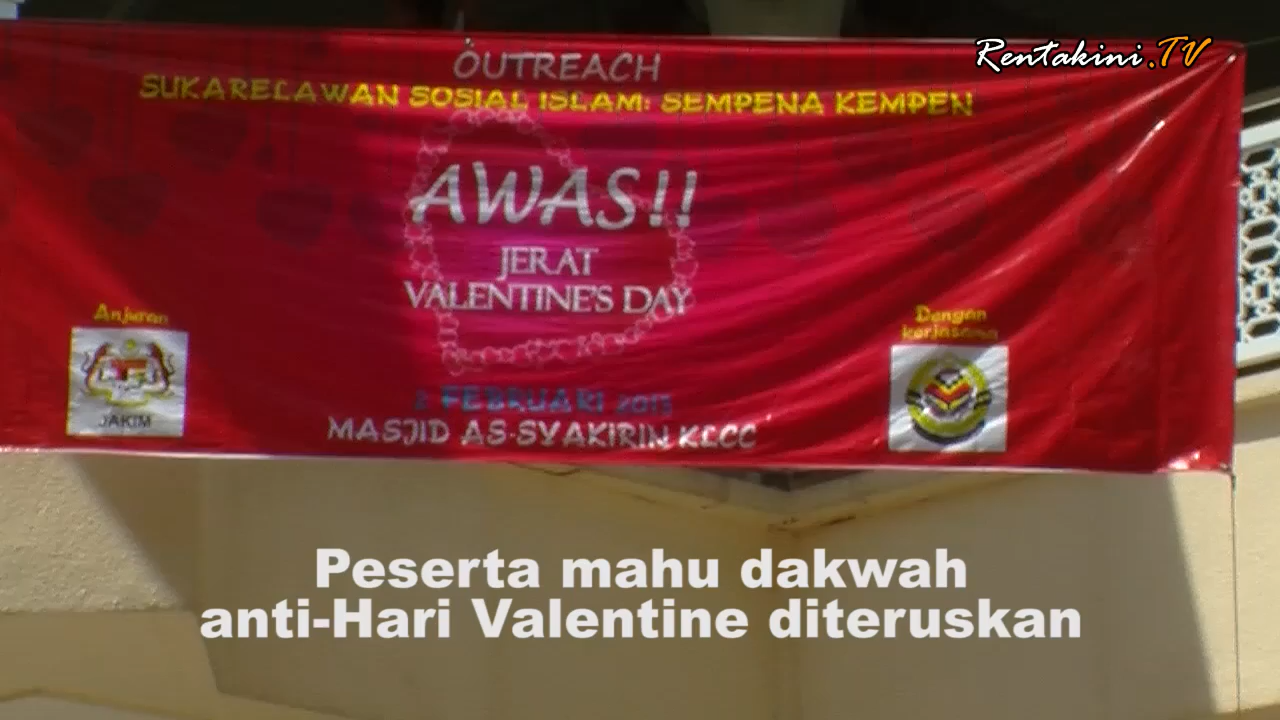 Rentakini.TV
OUTREACH
SUKARELAWAN SOSIAL ISLAM: SEMPENA KEMPEN
AWAS!!
JERAT
VALENTINE'S DAY
Anjuran
JAKIM
Dengan
kerjasama
FEBRUARI
MASJID AS-SYAKIRIN KLCC
Peserta mahu dakwah
anti-Hari Valentine diteruskan